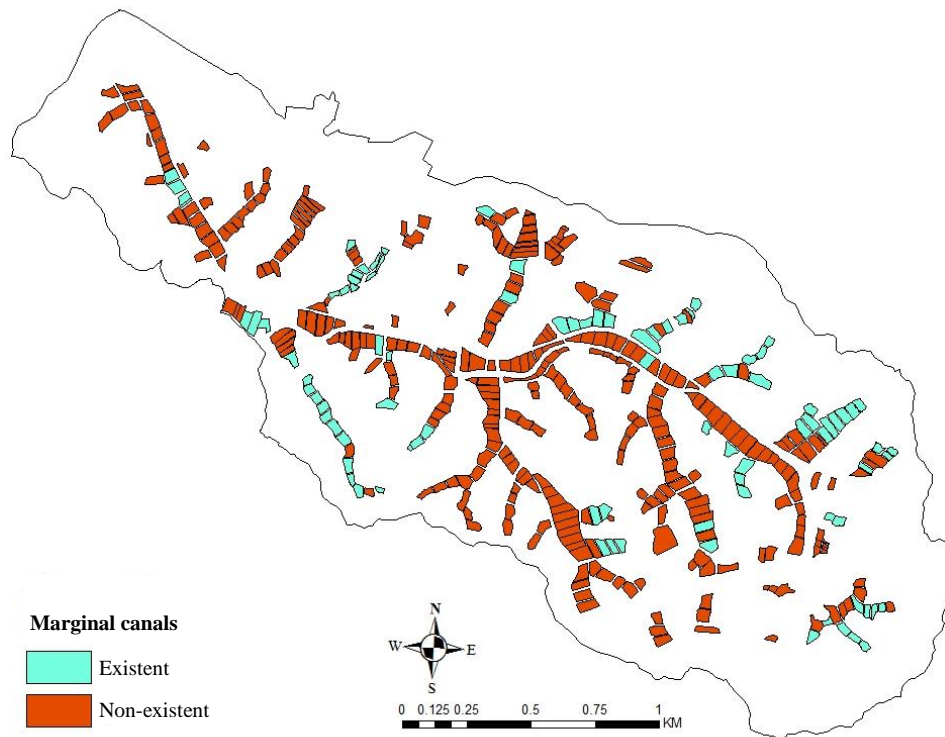 Marginal canals
Existent
Non-existent
N
W E
S
0 0.125 0.25 0.5 0.75 1
KM